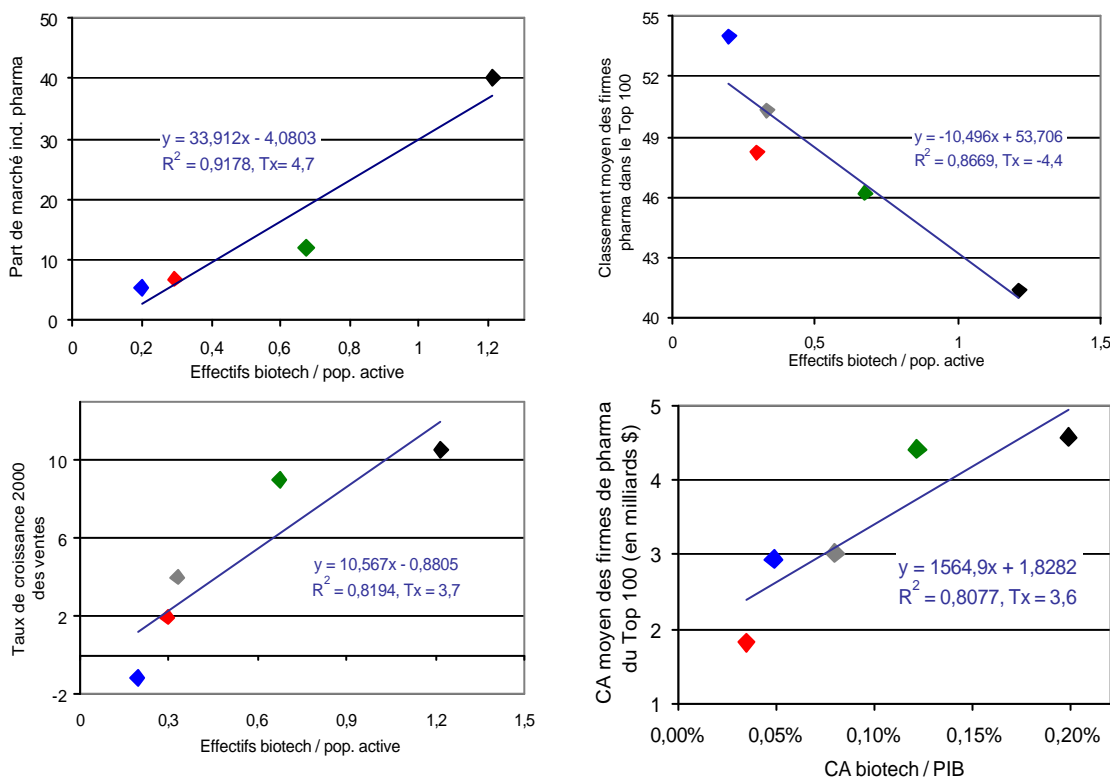 50
40
30
20
10
0
Part de marché ind. pharma
y = 33,912x - 4,0803
R² = 0,9178, Tx= 4,7
0 0,2 0,4 0,6 0,8 1 1,2
Effectifs biotech / pop. active
55
52
49
46
43
40
Classement moyen des firmes
pharma dans le Top 100
y = -10,496x + 53,706
R² = 0,8669, Tx = -4,4
0 0,5 1 1,5
Effectifs biotech / pop. active
10
6
2
-2
Taux de croissance 2000
des ventes
y = 10,567x - 0,8805
R² = 0,8194, Tx = 3,7
0 0,3 0,6 0,9 1,2 1,5
Effectifs biotech / pop. active
5
4
3
2
1
CA moyen des firmes de pharma
du Top 100 (en milliards $)
y = 1564,9x + 1,8282
R² = 0,8077, Tx = 3,6
0,00% 0,05% 0,10% 0,15% 0,20%
CA biotech / PIB